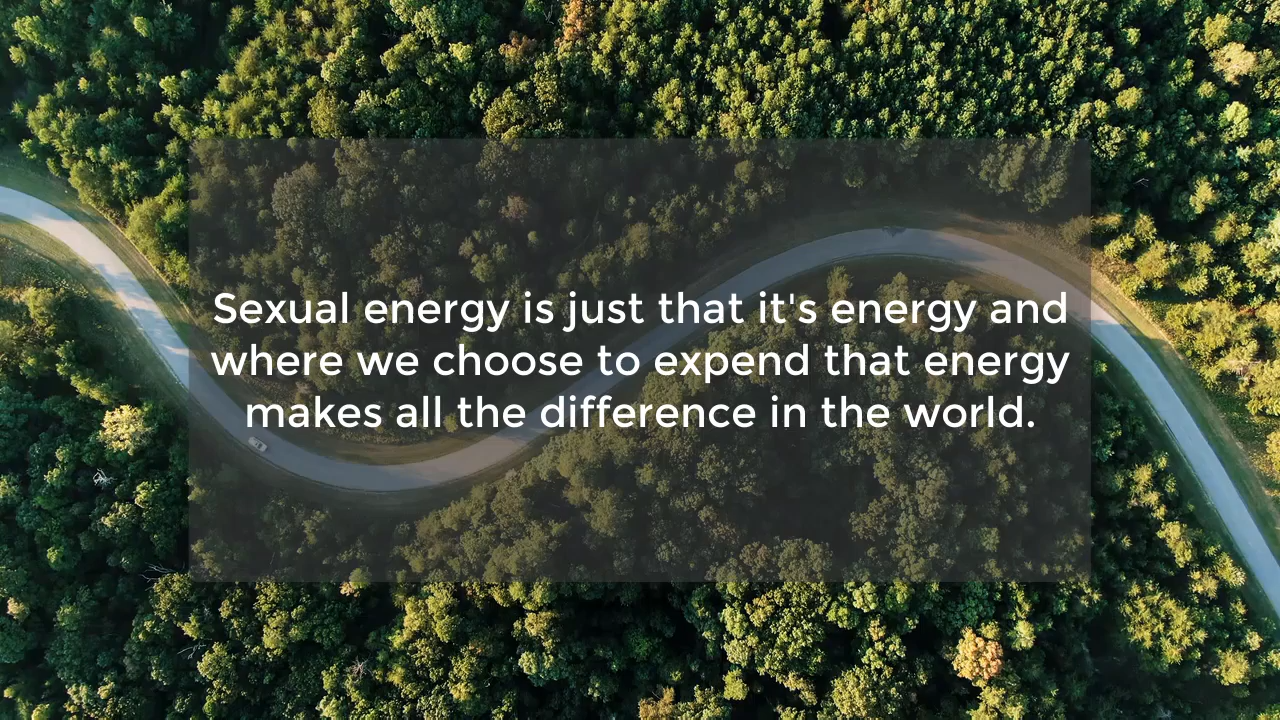 Sexual energy is just that it's energy and
where we choose to expend that energy
makes all the difference in the world.